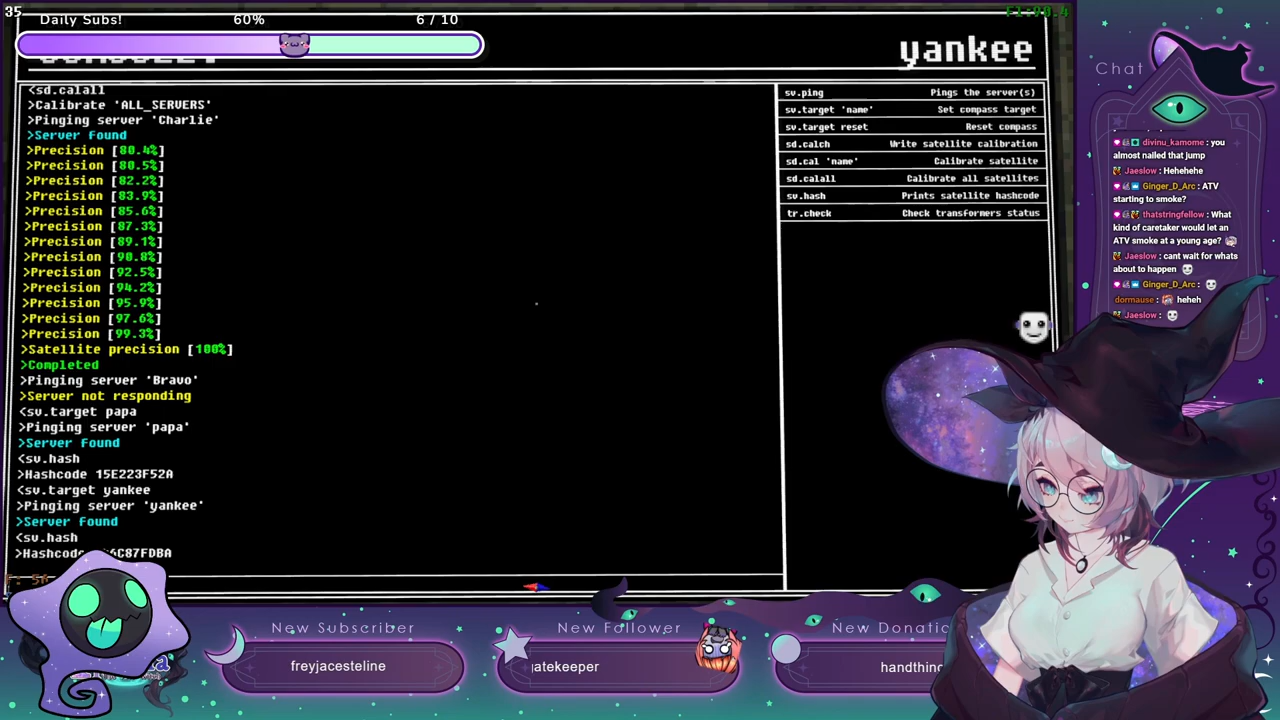 35
Daily Subs!
60%
6 / 10
yankee
<sd.calall
>Calibrate 'ALL_SERVERS'
>Pinging server 'Charlie'
>Server Found
>Precision [80.4%]
>Precision [80.5%]
>Precision [82.2%]
>Precision [83.9%]
>Precision [85.6%]
>Precision [87.3%]
>Precision [89.1%]
>Precision [90.8%]
>Precision [92.5%]
>Precision [94.2%]
>Precision [95.9%]
>Precision [97.6%]
>Precision [99.3%]
>Satellite precision [100%]
>Completed
>Pinging server 'Bravo'
>Server not responding
<sv.target papa
>Pinging server 'papa'
>Server Found
<sv.hash
>Hashcode 15E223F52A
<sv.target yankee
>Pinging server 'yankee'
>Server Found
<sv.hash
>Hashcode 6C87FDBA
sv.ping Pings the server(s)
sv.target 'name' Set compass target
sv.target reset Reset compass
sd.calch Write satellite calibration
sd.cal 'name' Calibrate satellite
sd.calall Calibrate all satellites
sv.hash Prints satellite hashcode
tr.check Check transformers status
Chat
divinu_kamome : you
almost nailed that jump
Jaeslow : Hehehehe
Ginger_D_Arc : ATV
starting to smoke?
thatstringfellow : What
kind of caretaker would let an
ATV smoke at a young age?
Jaeslow : cant wait for whats
about to happen
Ginger_D_Arc :
dormause : heheh
Jaeslow :
New Subscriber
freyjacesteline
New Follower
atekeeper
New Donatic
handthing